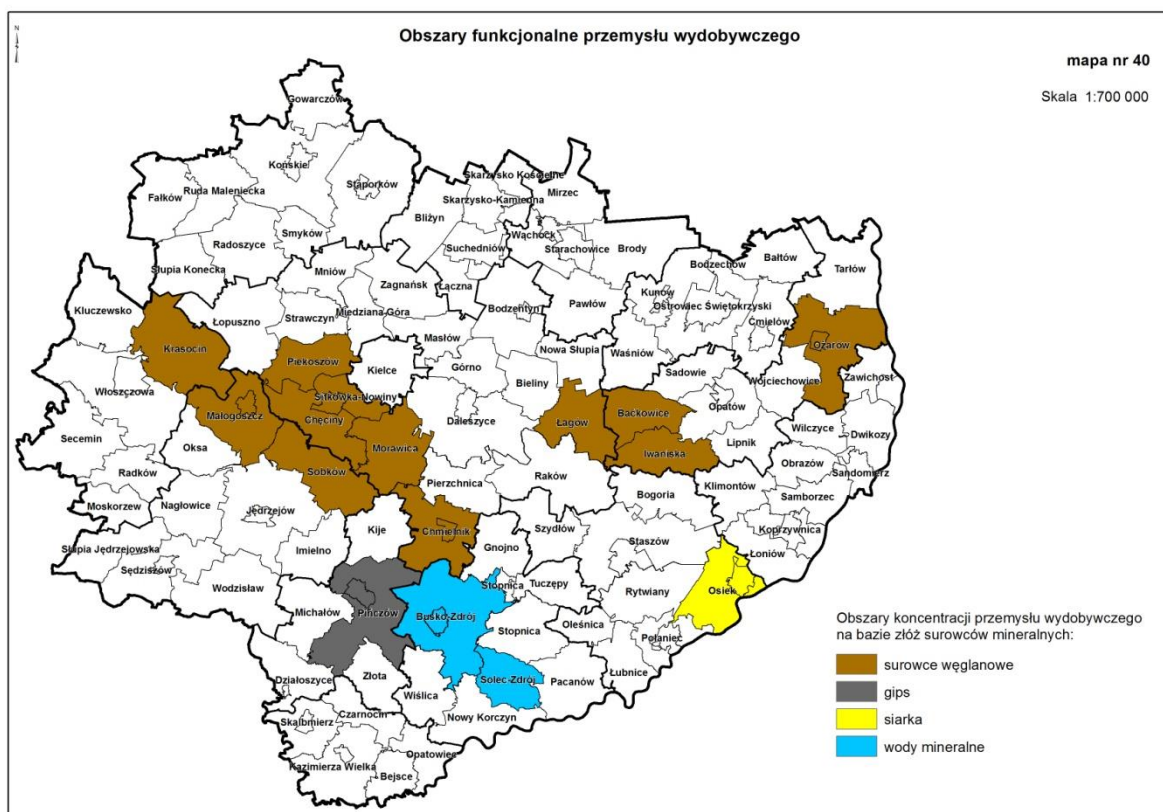 N
Obszary funkcjonalne przemysłu wydobywczego
mapa nr 40
Skala 1:700 000
Gowarczów
Końskie
Stąporków
Ruda Maleniecka
Fałków
Smyków
Radoszyce
Słupia Konecka
Skarżysko Kościelne
Mirzec
Skarżysko-Kamienna
Bliżyn
Wąchock
Suchedniów
Starachowice
Brody
Mniów
Zagnańsk
Łączna
Bodzentyn
Pawłów
Bodzechów
Bałtów
Tarłów
Kunów
Ostrowiec Świętokrzyski
Ćmielów
Kluczewsko
Łopuszno
Strawczyn
Miedziana Góra
Masłów
Nowa Słupia
Waśniów
Ożarów
Krasocin
Piekoszów
Kielce
Górno
Bieliny
Sadowie
Wojciechowice
Zawichost
Włoszczowa
Sitkówka-Nowiny
Małogoszcz
Chęciny
Daleszyce
Łagów
Baćkowice
Opatów
Wilczyce
Dwikozy
Secemin
Oksa
Morawica
Iwaniska
Lipnik
Obrazów
Sandomierz
Radków
Sobków
Pierzchnica
Raków
Klimontów
Samborzec
Moskorzew
Nagłowice
Jędrzejów
Bogoria
Kije
Chmielnik
Szydłów
Koprzywnica
Słupia Jędrzejowska
Imielno
Gnojno
Staszów
Łoniów
Sędziszów
Wodzisław
Stopnica
Tuczępy
Rytwiany
Osiek
Michałów
Pińczów
Busko-Zdrój
Stopnica
Oleśnica
Połaniec
Działoszyce
Złota
Wiślica
Solec-Zdrój
Pacanów
Łubnice
Nowy Korczyn
Skalbmierz
Czarnocin
Kazimierza Wielka
Opatowiec
Bejsce
Obszary koncentracji przemysłu wydobywczego
na bazie złóż surowców mineralnych:
surowce węglanowe
gips
siarka
wody mineralne